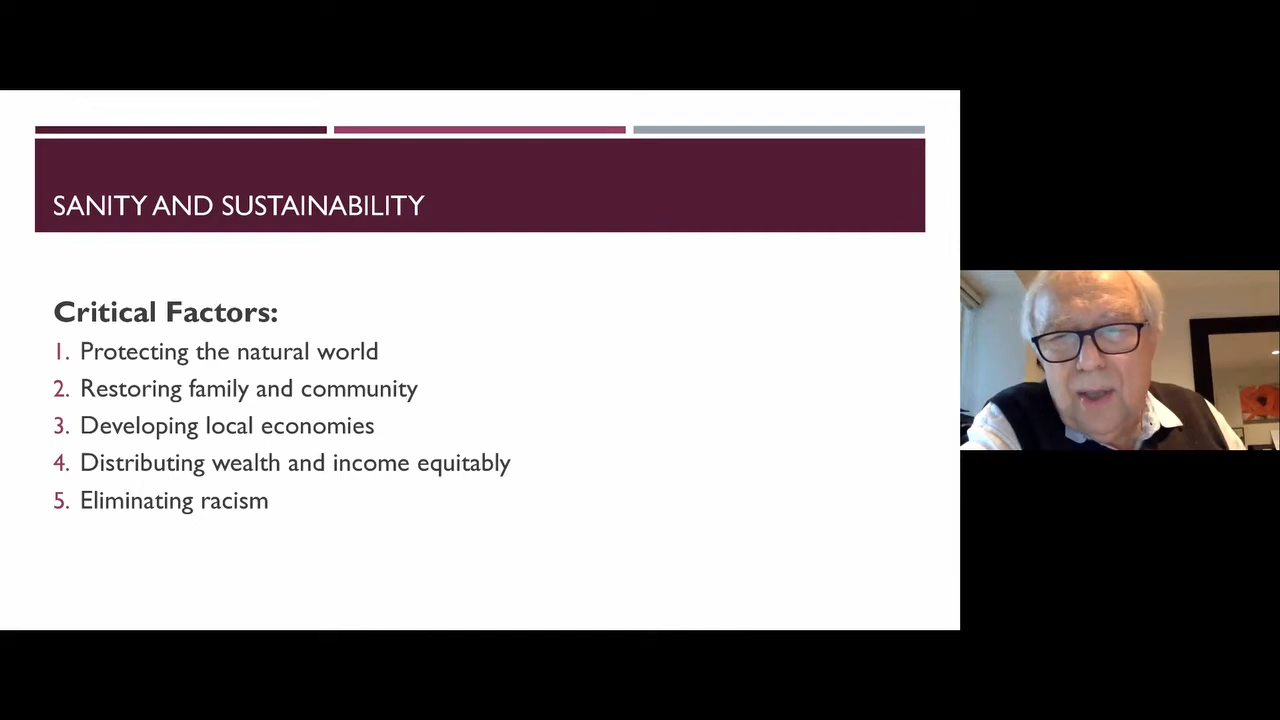 SANITY AND SUSTAINABILITY
Critical Factors:
1. Protecting the natural world
2. Restoring family and community
3. Developing local economies
4. Distributing wealth and income equitably
5. Eliminating racism